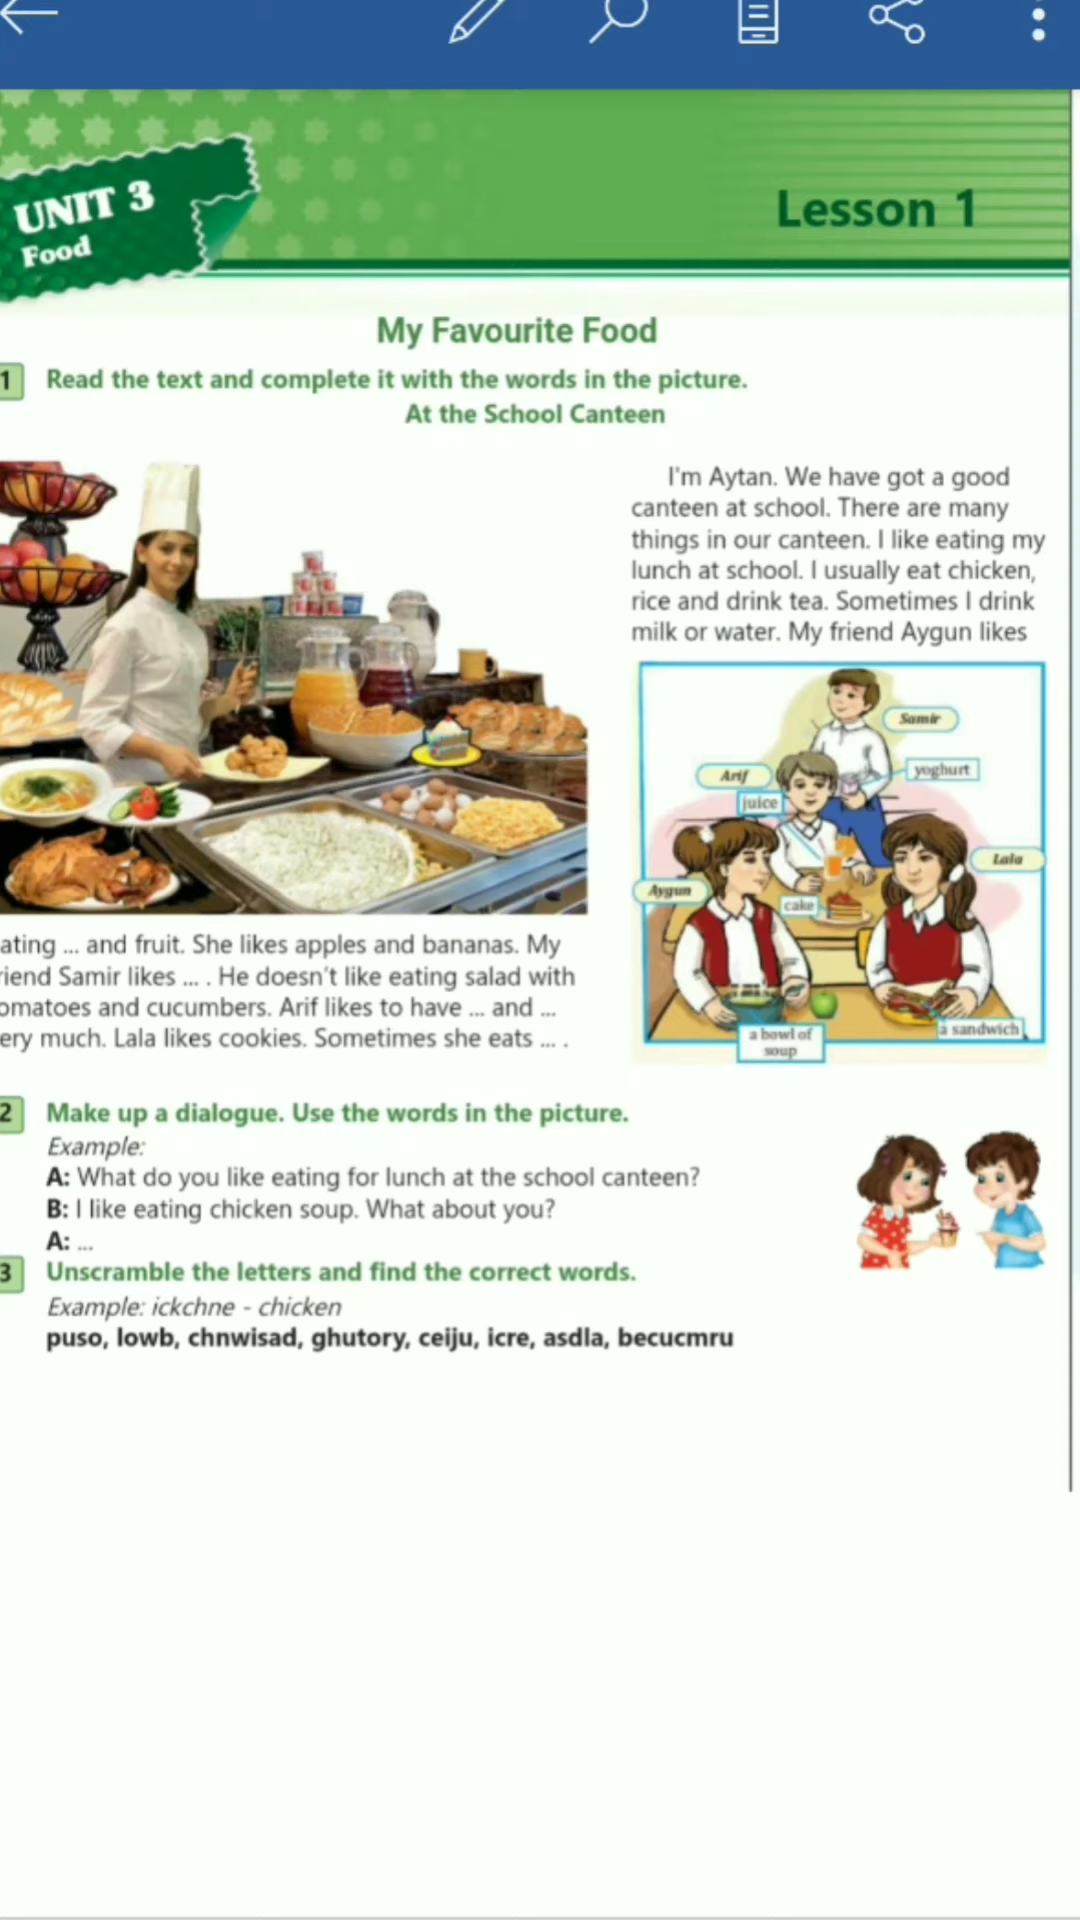 UNIT 3
Food
Lesson 1
My Favourite Food
1 Read the text and complete it with the words in the picture.
At the School Canteen
I'm Aytan. We have got a good
canteen at school. There are many
things in our canteen. I like eating my
lunch at school. I usually eat chicken,
rice and drink tea. Sometimes I drink
milk or water. My friend Aygun likes
Samir
Arif
yoghurt
juice
Lala
Aygun
cake
a bowl of
soup
a sandwich
ating ... and fruit. She likes apples and bananas. My
riend Samir likes ... . He doesn't like eating salad with
omatoes and cucumbers. Arif likes to have ... and ...
ery much. Lala likes cookies. Sometimes she eats ... .
2 Make up a dialogue. Use the words in the picture.
Example:
A: What do you like eating for lunch at the school canteen?
B: I like eating chicken soup. What about you?
A: ...
3 Unscramble the letters and find the correct words.
Example: ickchne - chicken
puso, lowb, chnwisad, ghutory, ceiju, icre, asdla, becucmru